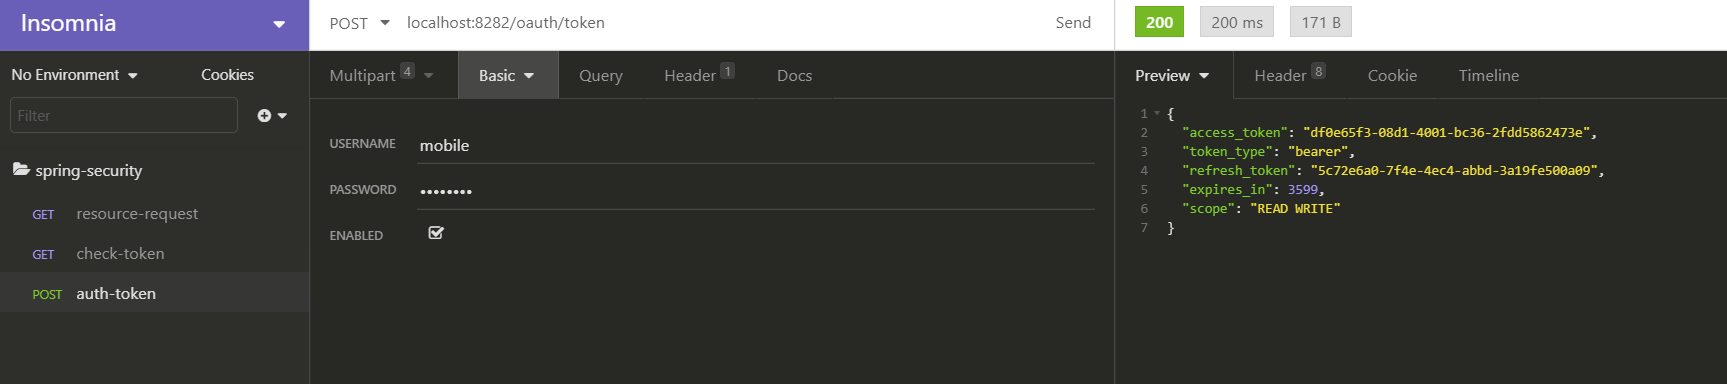 Insomnia
No Environment
Cookies
Filter
spring-security
GET resource-request
GET check-token
POST auth-token
POST localhost:8282/oauth/token Send
Multipart 4 Basic Query Header 1 Docs
USERNAME mobile
PASSWORD ••••••••
ENABLED
200 200 ms 171 B
Preview Header 8 Cookie Timeline
1 {
2 "access_token": "df0e65f3-08d1-4001-bc36-2fdd5862473e",
3 "token_type": "bearer",
4 "refresh_token": "5c72e6a0-7f4e-4ec4-abbd-3a19fe500a09",
5 "expires_in": 3599,
6 "scope": "READ WRITE"
7 }